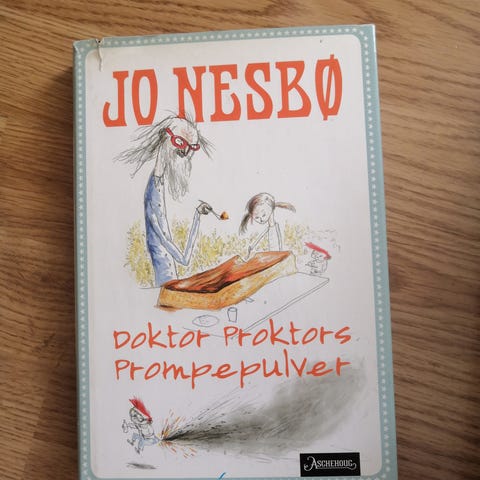 JO NESBØ
Doktor Proktors
Prompepulver
ASCHEHOUG